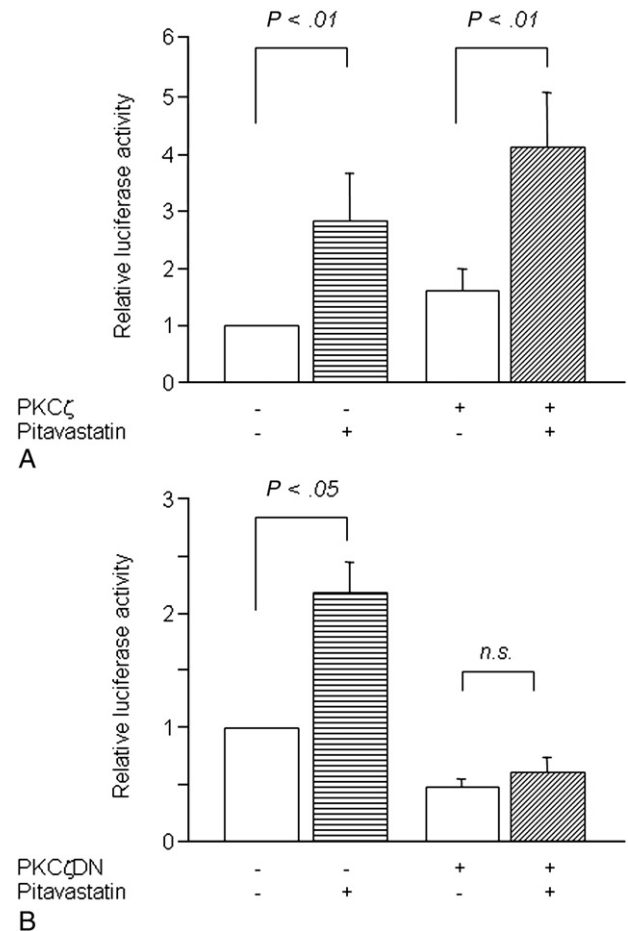 P < .01 P < .01
6
5
4
3
2
1
0
Relative luciferase activity
PKCζ - - + +
Pitavastatin - + - +
A
P < .05
3
2
1
0
Relative luciferase activity
n.s.
PKCζDN - - + +
Pitavastatin - + - +
B